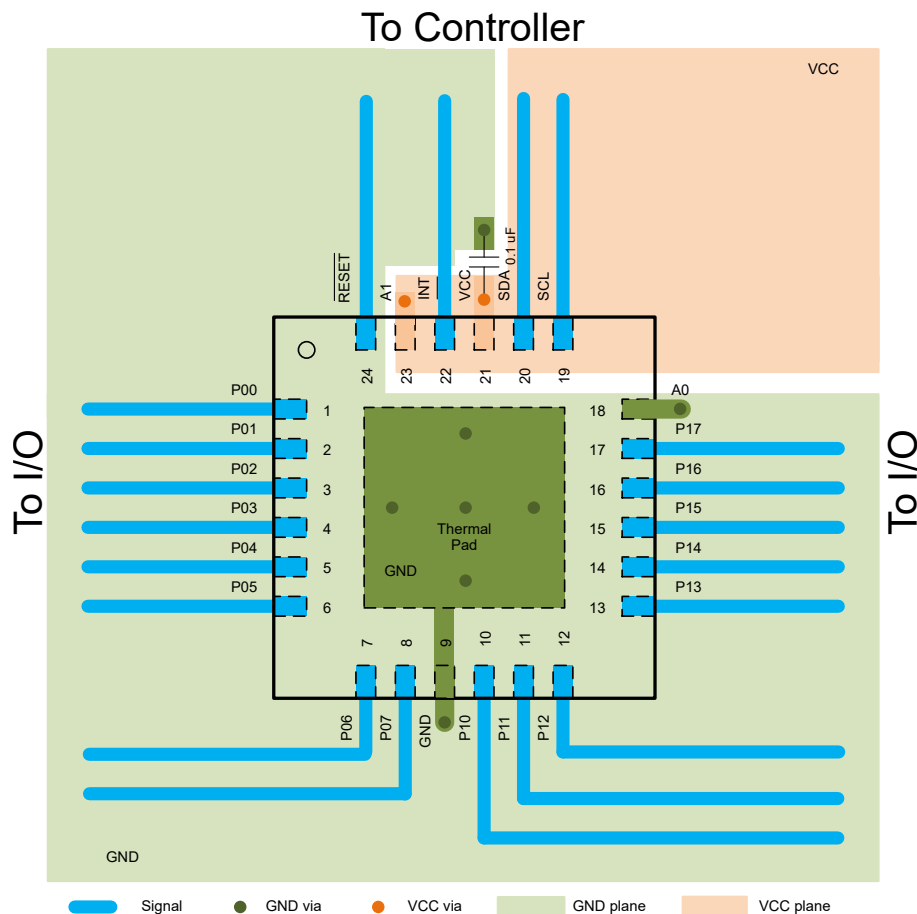 To Controller
VCC
RESET
A1
INT
VCC
0.1 uF
SDA
SCL
24
23
22
21
20
19
P00
1
P01
2
P02
3
P03
4
P04
5
P05
6
18
A0
17
P17
16
P16
15
P15
14
P14
13
P13
To I/O
To I/O
Thermal
Pad
GND
7
8
9
10
11
12
P06
P07
GND
P10
P11
P12
GND
Signal
GND via
VCC via
GND plane
VCC plane